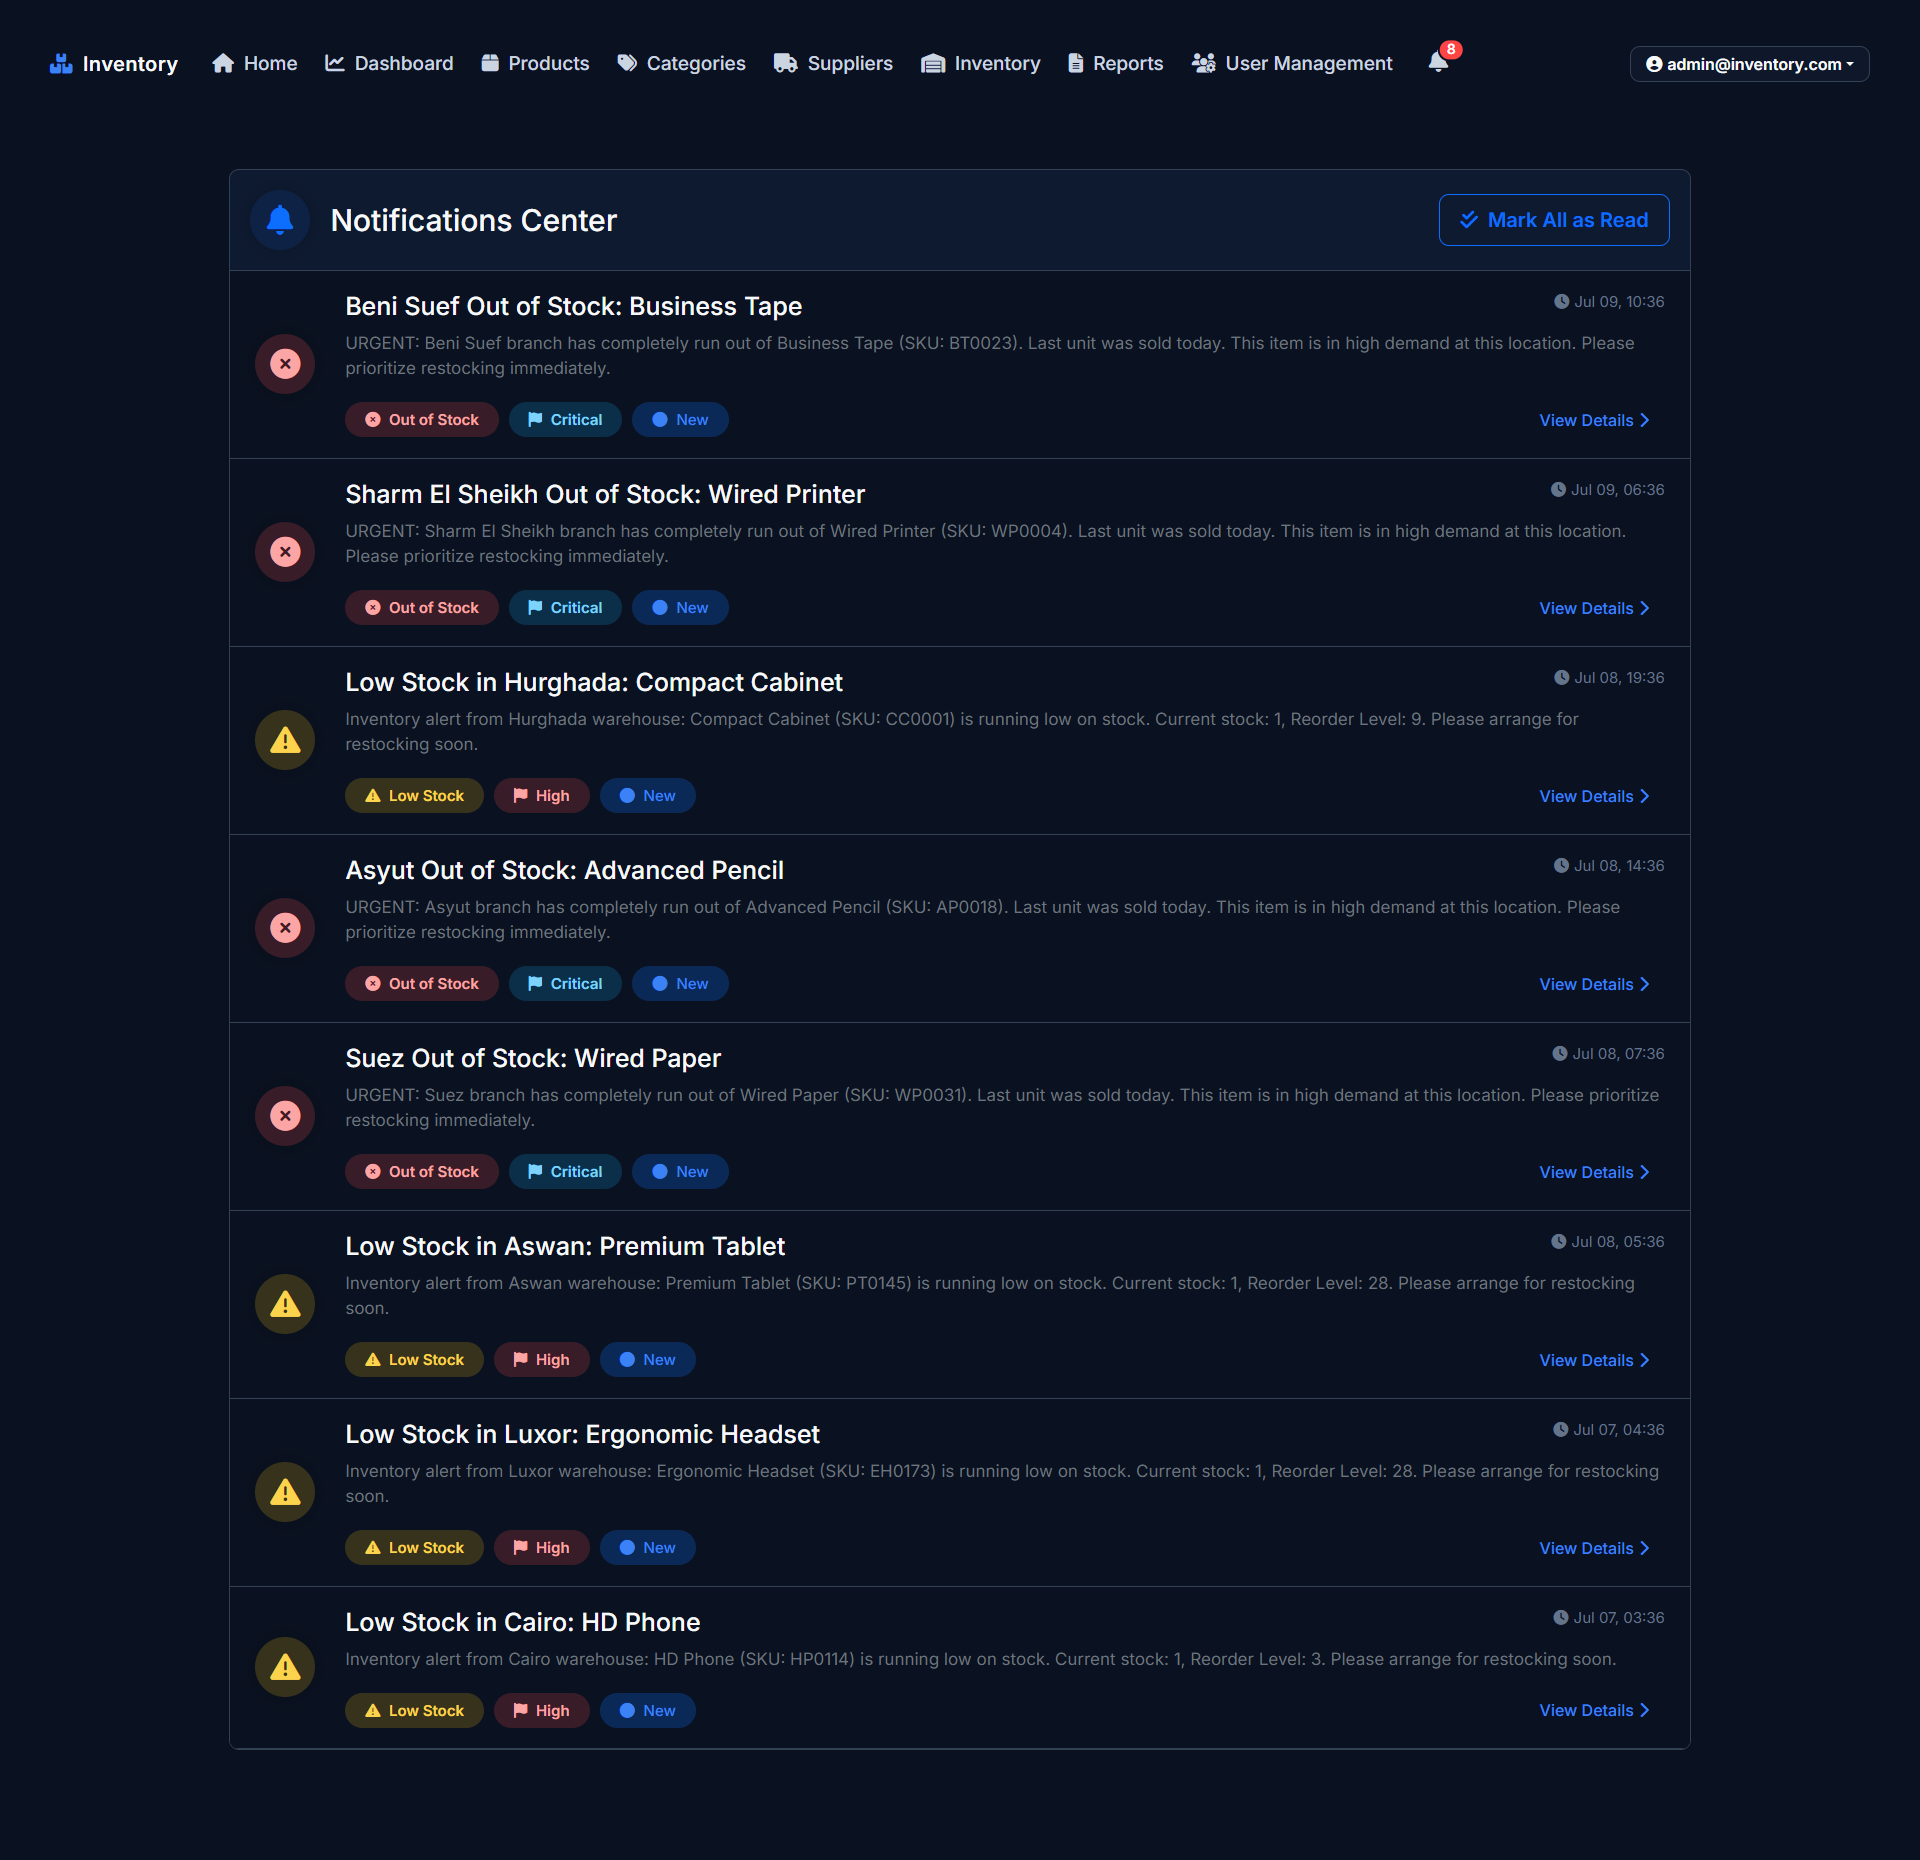 Inventory Home Dashboard Products Categories Suppliers Inventory Reports User Management 8 admin@inventory.com
Notifications Center Mark All as Read
Beni Suef Out of Stock: Business Tape Jul 09, 10:36
URGENT: Beni Suef branch has completely run out of Business Tape (SKU: BT0023). Last unit was sold today. This item is in high demand at this location. Please
prioritize restocking immediately.
Out of Stock Critical New View Details
Sharm El Sheikh Out of Stock: Wired Printer Jul 09, 06:36
URGENT: Sharm El Sheikh branch has completely run out of Wired Printer (SKU: WP0004). Last unit was sold today. This item is in high demand at this location.
Please prioritize restocking immediately.
Out of Stock Critical New View Details
Low Stock in Hurghada: Compact Cabinet Jul 08, 19:36
Inventory alert from Hurghada warehouse: Compact Cabinet (SKU: CC0001) is running low on stock. Current stock: 1, Reorder Level: 9. Please arrange for
restocking soon.
Low Stock High New View Details
Asyut Out of Stock: Advanced Pencil Jul 08, 14:36
URGENT: Asyut branch has completely run out of Advanced Pencil (SKU: AP0018). Last unit was sold today. This item is in high demand at this location. Please
prioritize restocking immediately.
Out of Stock Critical New View Details
Suez Out of Stock: Wired Paper Jul 08, 07:36
URGENT: Suez branch has completely run out of Wired Paper (SKU: WP0031). Last unit was sold today. This item is in high demand at this location. Please prioritize
restocking immediately.
Out of Stock Critical New View Details
Low Stock in Aswan: Premium Tablet Jul 08, 05:36
Inventory alert from Aswan warehouse: Premium Tablet (SKU: PT0145) is running low on stock. Current stock: 1, Reorder Level: 28. Please arrange for restocking
soon.
Low Stock High New View Details
Low Stock in Luxor: Ergonomic Headset Jul 07, 04:36
Inventory alert from Luxor warehouse: Ergonomic Headset (SKU: EH0173) is running low on stock. Current stock: 1, Reorder Level: 28. Please arrange for restocking
soon.
Low Stock High New View Details
Low Stock in Cairo: HD Phone Jul 07, 03:36
Inventory alert from Cairo warehouse: HD Phone (SKU: HP0114) is running low on stock. Current stock: 1, Reorder Level: 3. Please arrange for restocking soon.
Low Stock High New View Details